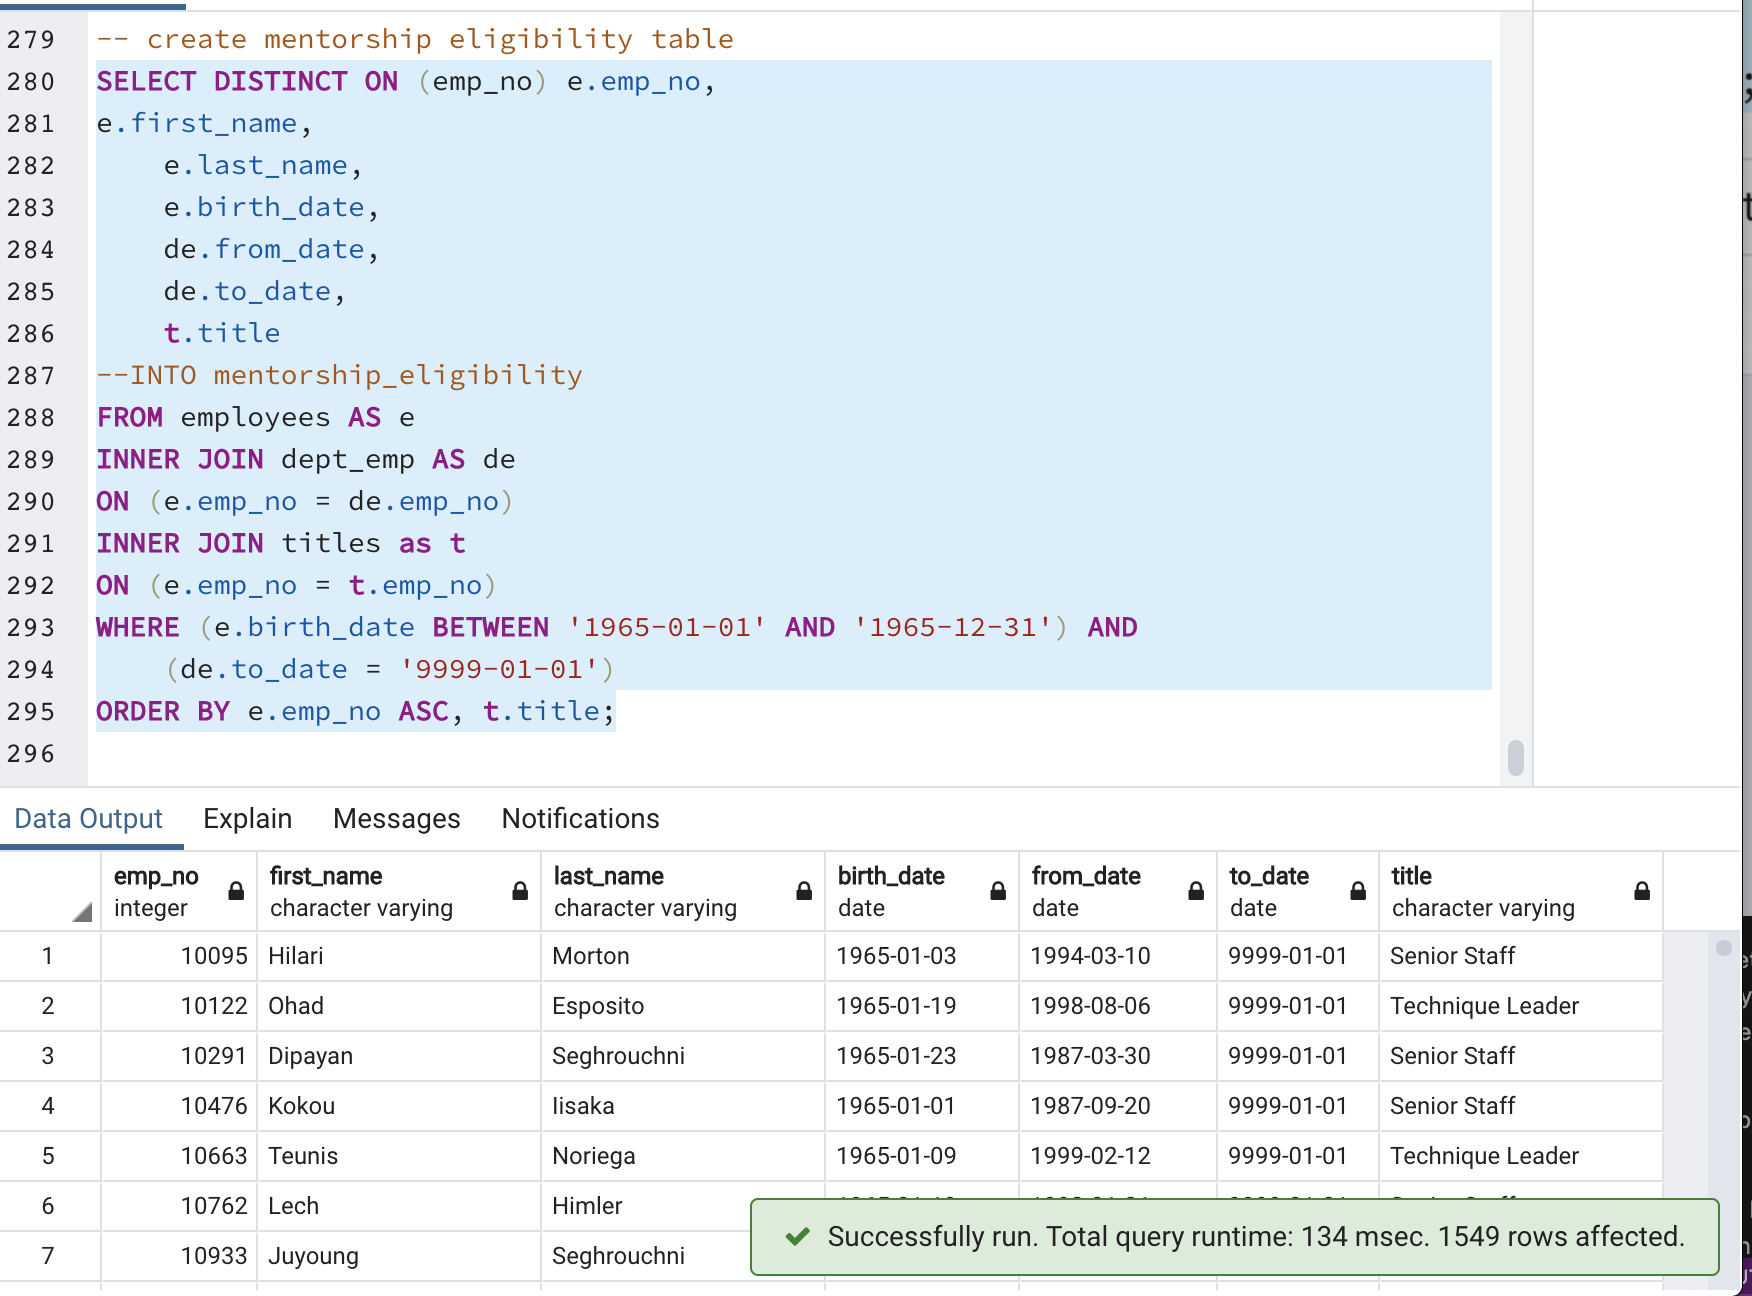 279 -- create mentorship eligibility table
280 SELECT DISTINCT ON (emp_no) e.emp_no,
281 e.first_name,
282     e.last_name,
283     e.birth_date,
284     de.from_date,
285     de.to_date,
286     t.title
287 --INTO mentorship_eligibility
288 FROM employees AS e
289 INNER JOIN dept_emp AS de
290 ON (e.emp_no = de.emp_no)
291 INNER JOIN titles as t
292 ON (e.emp_no = t.emp_no)
293 WHERE (e.birth_date BETWEEN '1965-01-01' AND '1965-12-31') AND
294     (de.to_date = '9999-01-01')
295 ORDER BY e.emp_no ASC, t.title;
296
Data Output Explain Messages Notifications
emp_no first_name last_name birth_date from_date to_date title
integer character varying character varying date date date character varying
1 10095 Hilari Morton 1965-01-03 1994-03-10 9999-01-01 Senior Staff
2 10122 Ohad Esposito 1965-01-19 1998-08-06 9999-01-01 Technique Leader
3 10291 Dipayan Seghrouchni 1965-01-23 1987-03-30 9999-01-01 Senior Staff
4 10476 Kokou Iisaka 1965-01-01 1987-09-20 9999-01-01 Senior Staff
5 10663 Teunis Noriega 1965-01-09 1999-02-12 9999-01-01 Technique Leader
6 10762 Lech Himler
7 10933 Juyoung Seghrouchni
Successfully run. Total query runtime: 134 msec. 1549 rows affected.